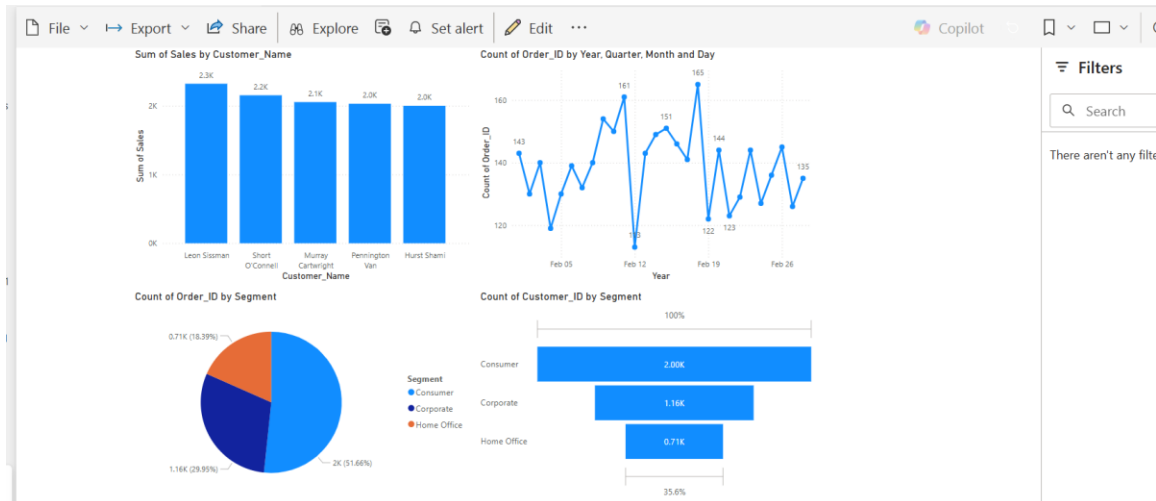 File Export Share Explore Set alert Edit ··· Copilot
Filters
Search
There aren't any filte
Sum of Sales by Customer_Name
2.3K
2.2K
2.1K
2.0K
2.0K
2K
1K
0K
Sum of Sales
Leon Sissman
Short
O'Connell
Murray
Cartwright
Pennington
Van
Hurst Shami
Customer_Name
Count of Order_ID by Year, Quarter, Month and Day
165
161
160
151
143
144
140
135
122
123
120
Count of Order_ID
Feb 05 Feb 12 Feb 19 Feb 26
Year
Count of Order_ID by Segment
0.71K (18.39%)
1.16K (29.95%)
2K (51.66%)
Segment
Consumer
Corporate
Home Office
Count of Customer_ID by Segment
100%
Consumer 2.00K
Corporate 1.16K
Home Office 0.71K
35.6%